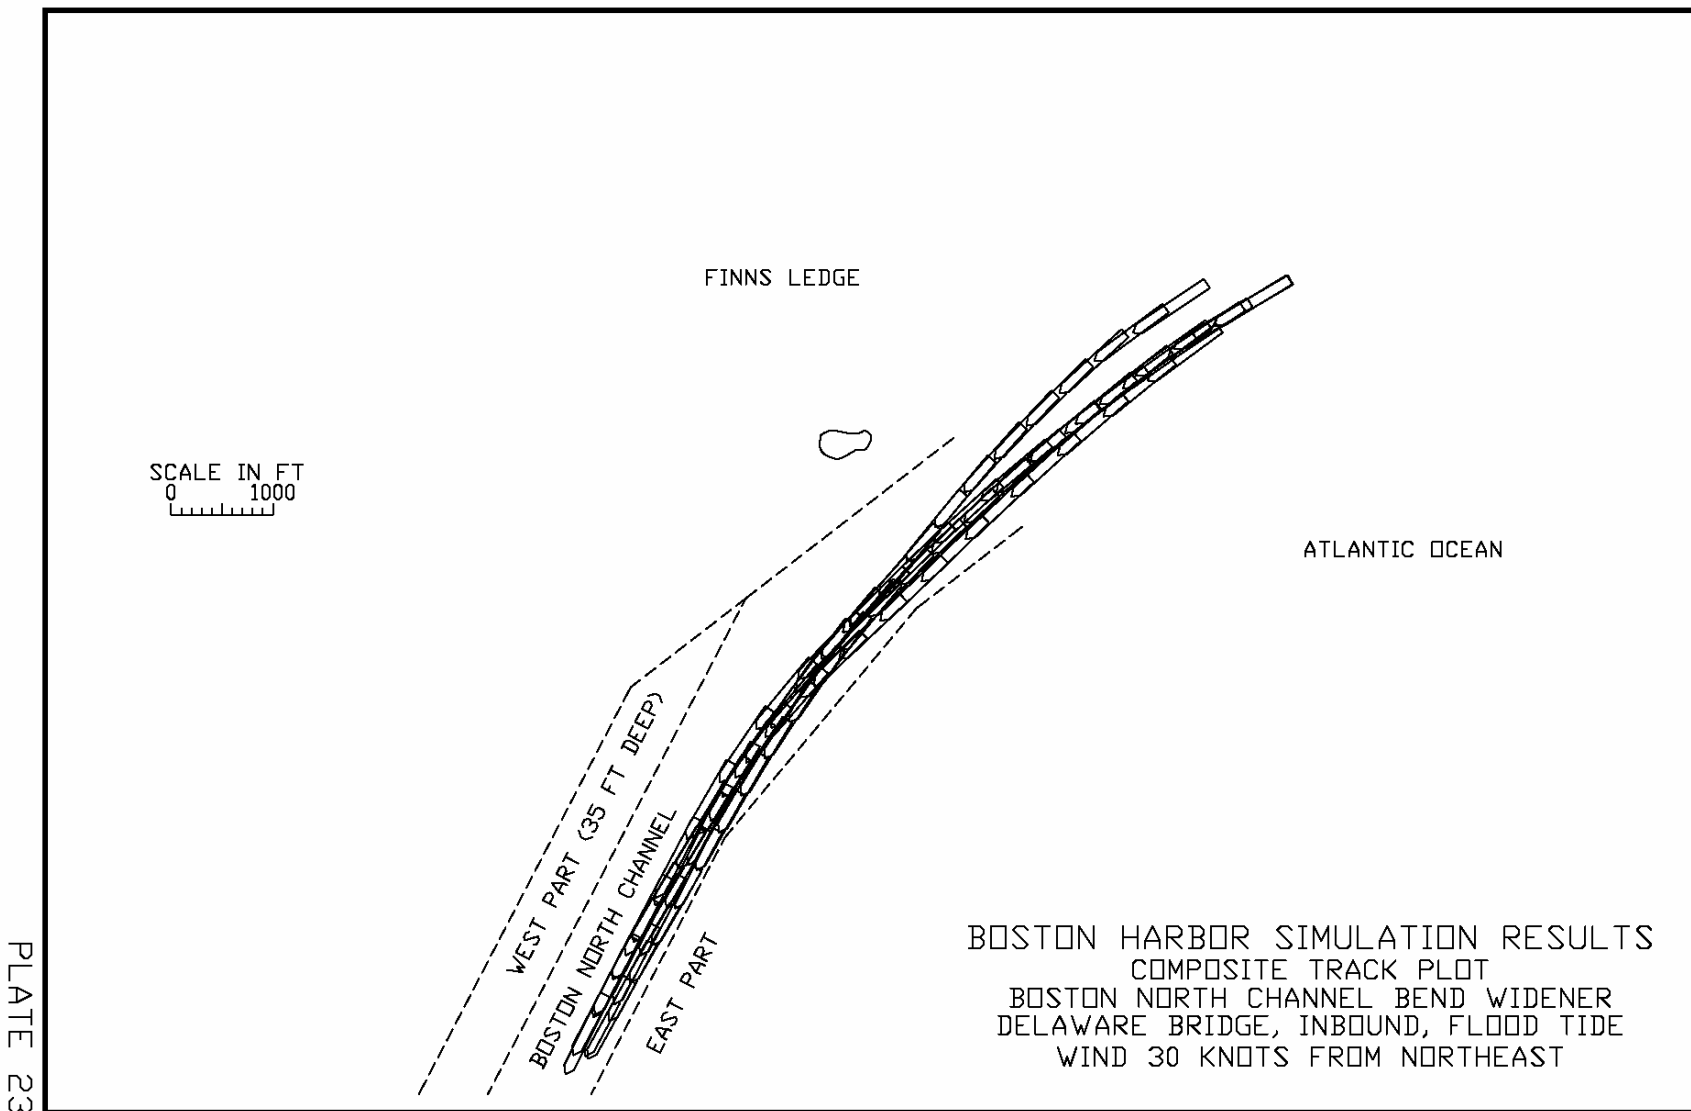 FINNS LEDGE
SCALE IN FT
0 1000
ATLANTIC OCEAN
WEST PART (35 FT DEEP)
BOSTON NORTH CHANNEL
EAST PART
BOSTON HARBOR SIMULATION RESULTS
COMPOSITE TRACK PLOT
BOSTON NORTH CHANNEL BEND WIDENER
DELAWARE BRIDGE, INBOUND, FLOOD TIDE
WIND 30 KNOTS FROM NORTHEAST
PLATE 23